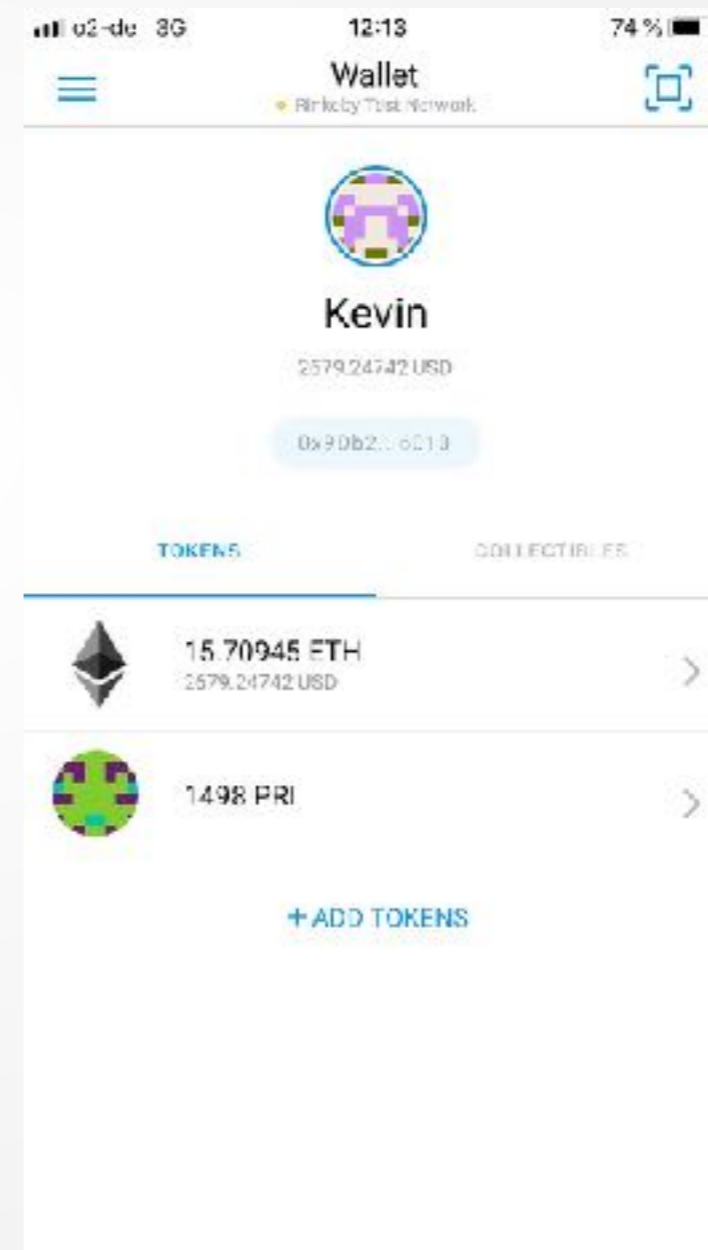 o2-de 3G 12:13 74 %
Wallet
Rinkeby Test Network
Kevin
2579.24742 USD
TOKENS COLLECTIBLES
15.70945 ETH
2579.24742 USD
1498 PRI
+ ADD TOKENS